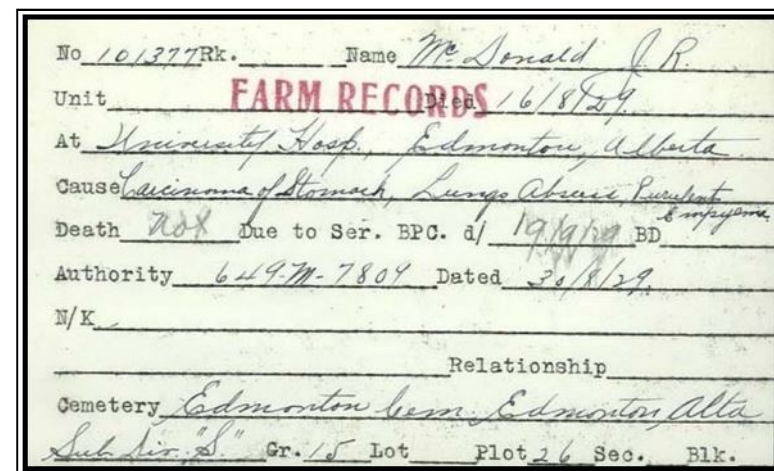 No 101377 Rk. Name McDonald J. R.
Unit FARM RECORDS Died 16/8/29.
At University Hosp., Edmonton, Alberta
Cause Carcinoma of Stomach, Lungs Abscess, Purulent Empyema
Death Not Due to Ser. BPC. d/ 19/9/29 BD
Authority 649-M-7809 Dated 30/8/29.
N/K
Relationship
Cemetery Edmonton Cem. Edmonton, Alta
Sub. Div. "S." Gr. 15 Lot Plot 26 Sec. Blk.